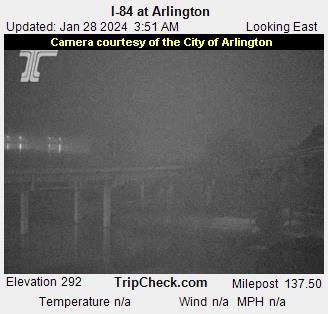 I-84 at Arlington
Updated: Jan 28 2024 3:51 AM Looking East
Camera courtesy of the City of Arlington
Elevation 292 TripCheck.com Milepost 137.50
Temperature n/a Wind n/a MPH n/a